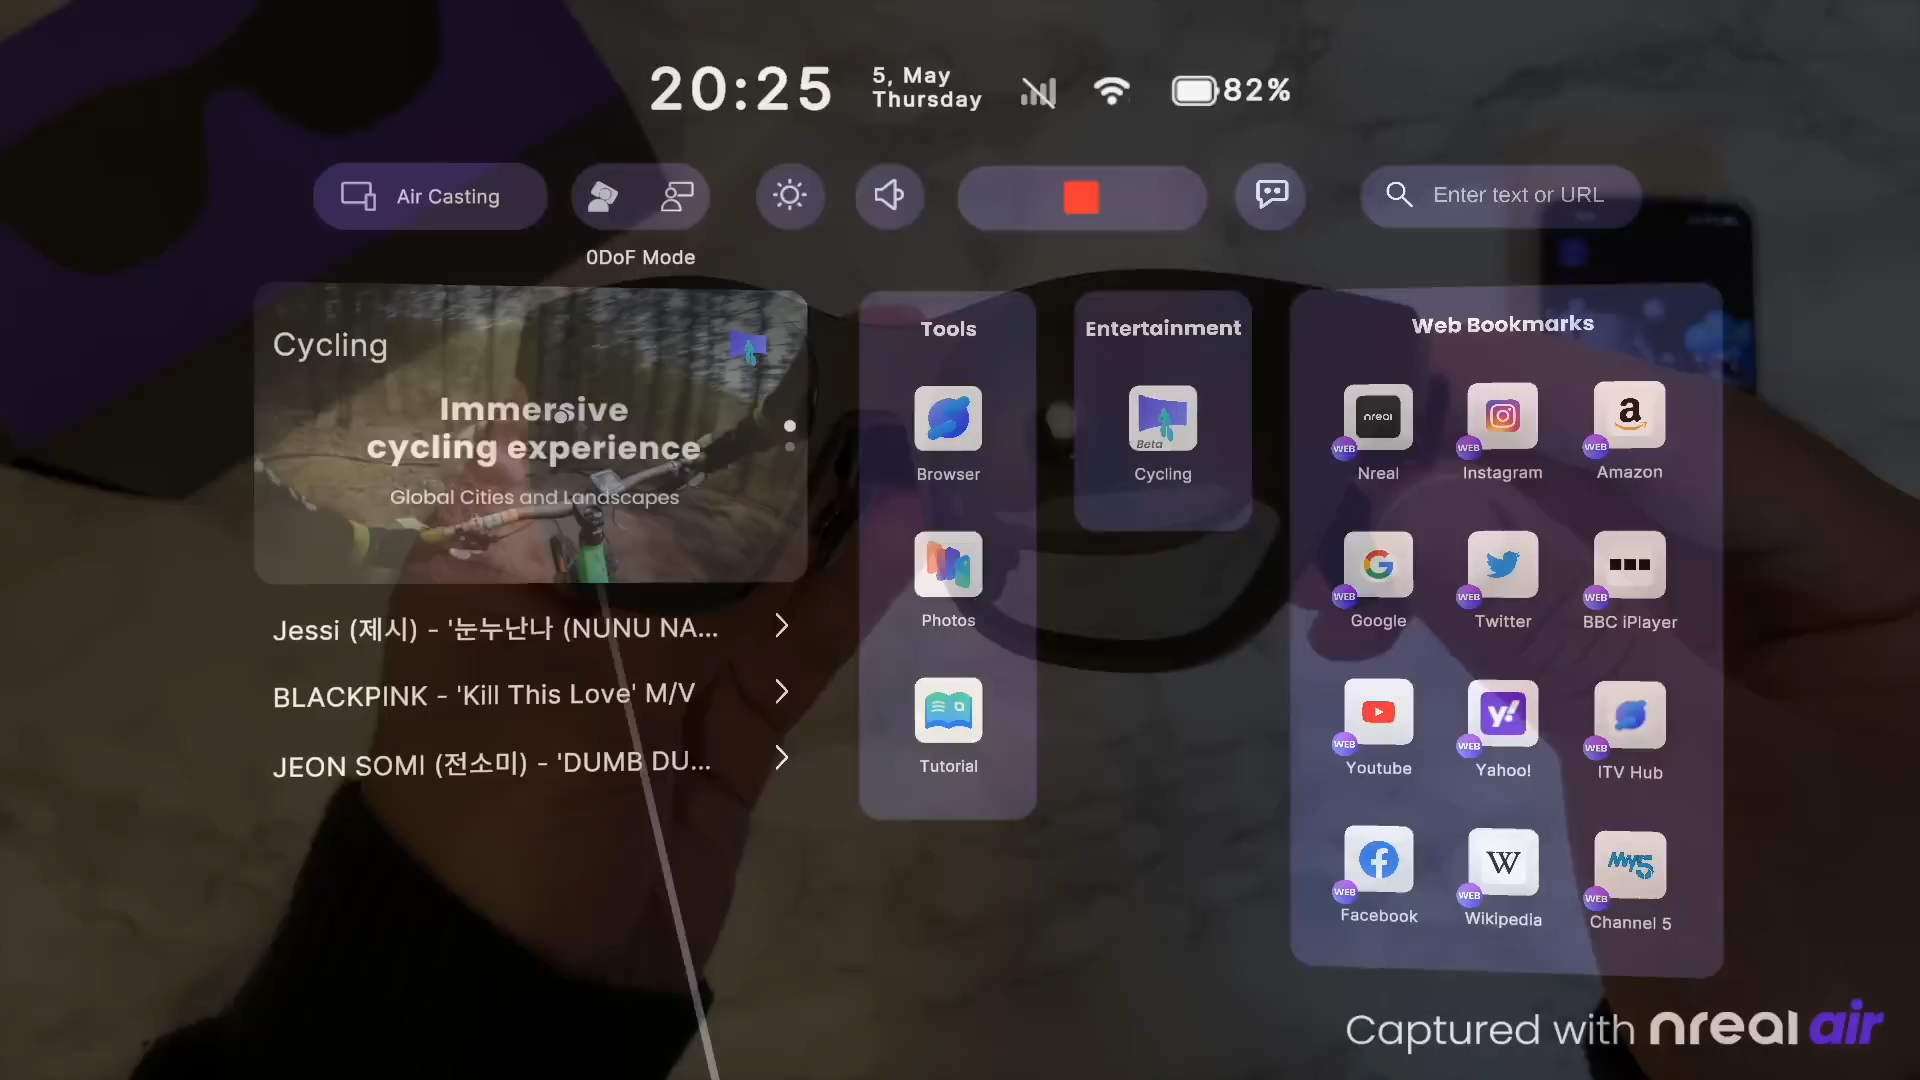 20:25
5, May
Thursday
82%
Air Casting
0DoF Mode
Enter text or URL
Cycling
Immersive
cycling experience
Global Cities and Landscapes
Jessi (제시) - '눈누난나 (NUNU NA...
BLACKPINK - 'Kill This Love' M/V
JEON SOMI (전소미) - 'DUMB DU...
Tools
Browser
Photos
Tutorial
Entertainment
Beta
Cycling
Web Bookmarks
nreal
WEB
Nreal
WEB
Instagram
a
WEB
Amazon
G
WEB
Google
WEB
Twitter
WEB
BBC iPlayer
WEB
Youtube
y!
WEB
Yahoo!
WEB
ITV Hub
f
WEB
Facebook
W
WEB
Wikipedia
My5
WEB
Channel 5
Captured with nreal air